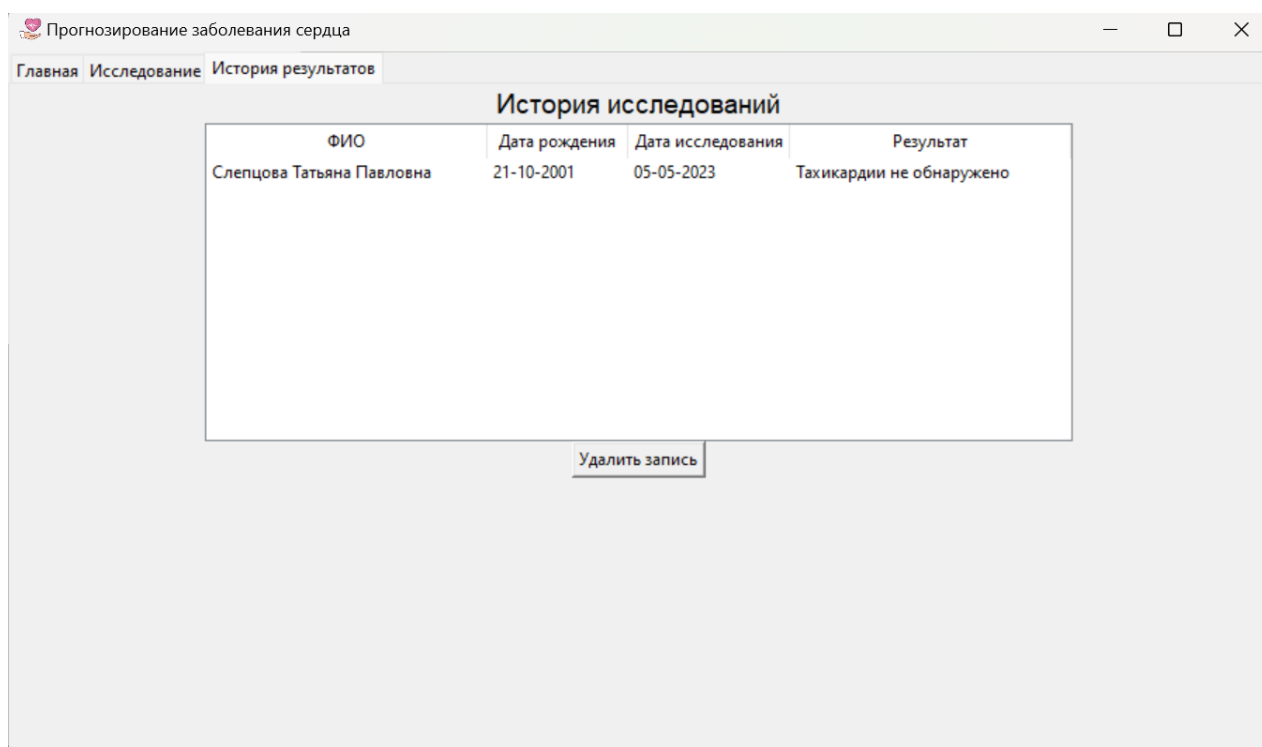 Прогнозирование заболевания сердца
Главная Исследование История результатов
История исследований
ФИО Дата рождения Дата исследования Результат
Слепцова Татьяна Павловна 21-10-2001 05-05-2023 Тахикардии не обнаружено
Удалить запись